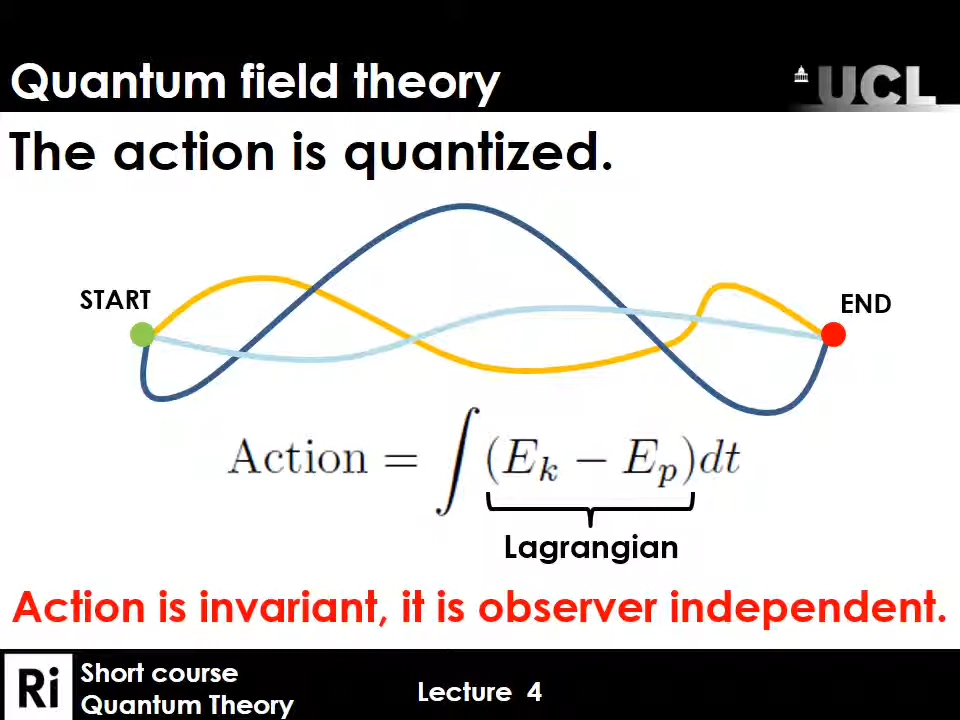 Quantum field theory
UCL
The action is quantized.
START
END
Action = ∫(E_k − E_p)dt
Lagrangian
Action is invariant, it is observer independent.
Ri
Short course
Quantum Theory
Lecture 4